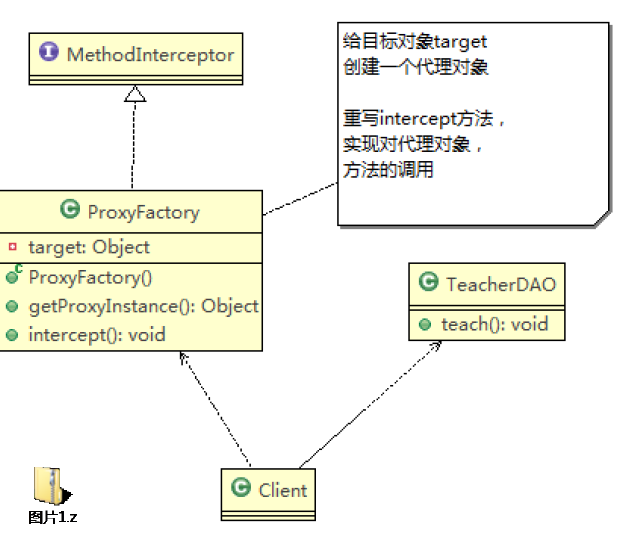 MethodInterceptor
给目标对象target
创建一个代理对象
重写intercept方法，
实现对代理对象，
方法的调用
ProxyFactory
target: Object
ProxyFactory()
getProxyInstance(): Object
intercept(): void
TeacherDAO
teach(): void
Client
图片1.z